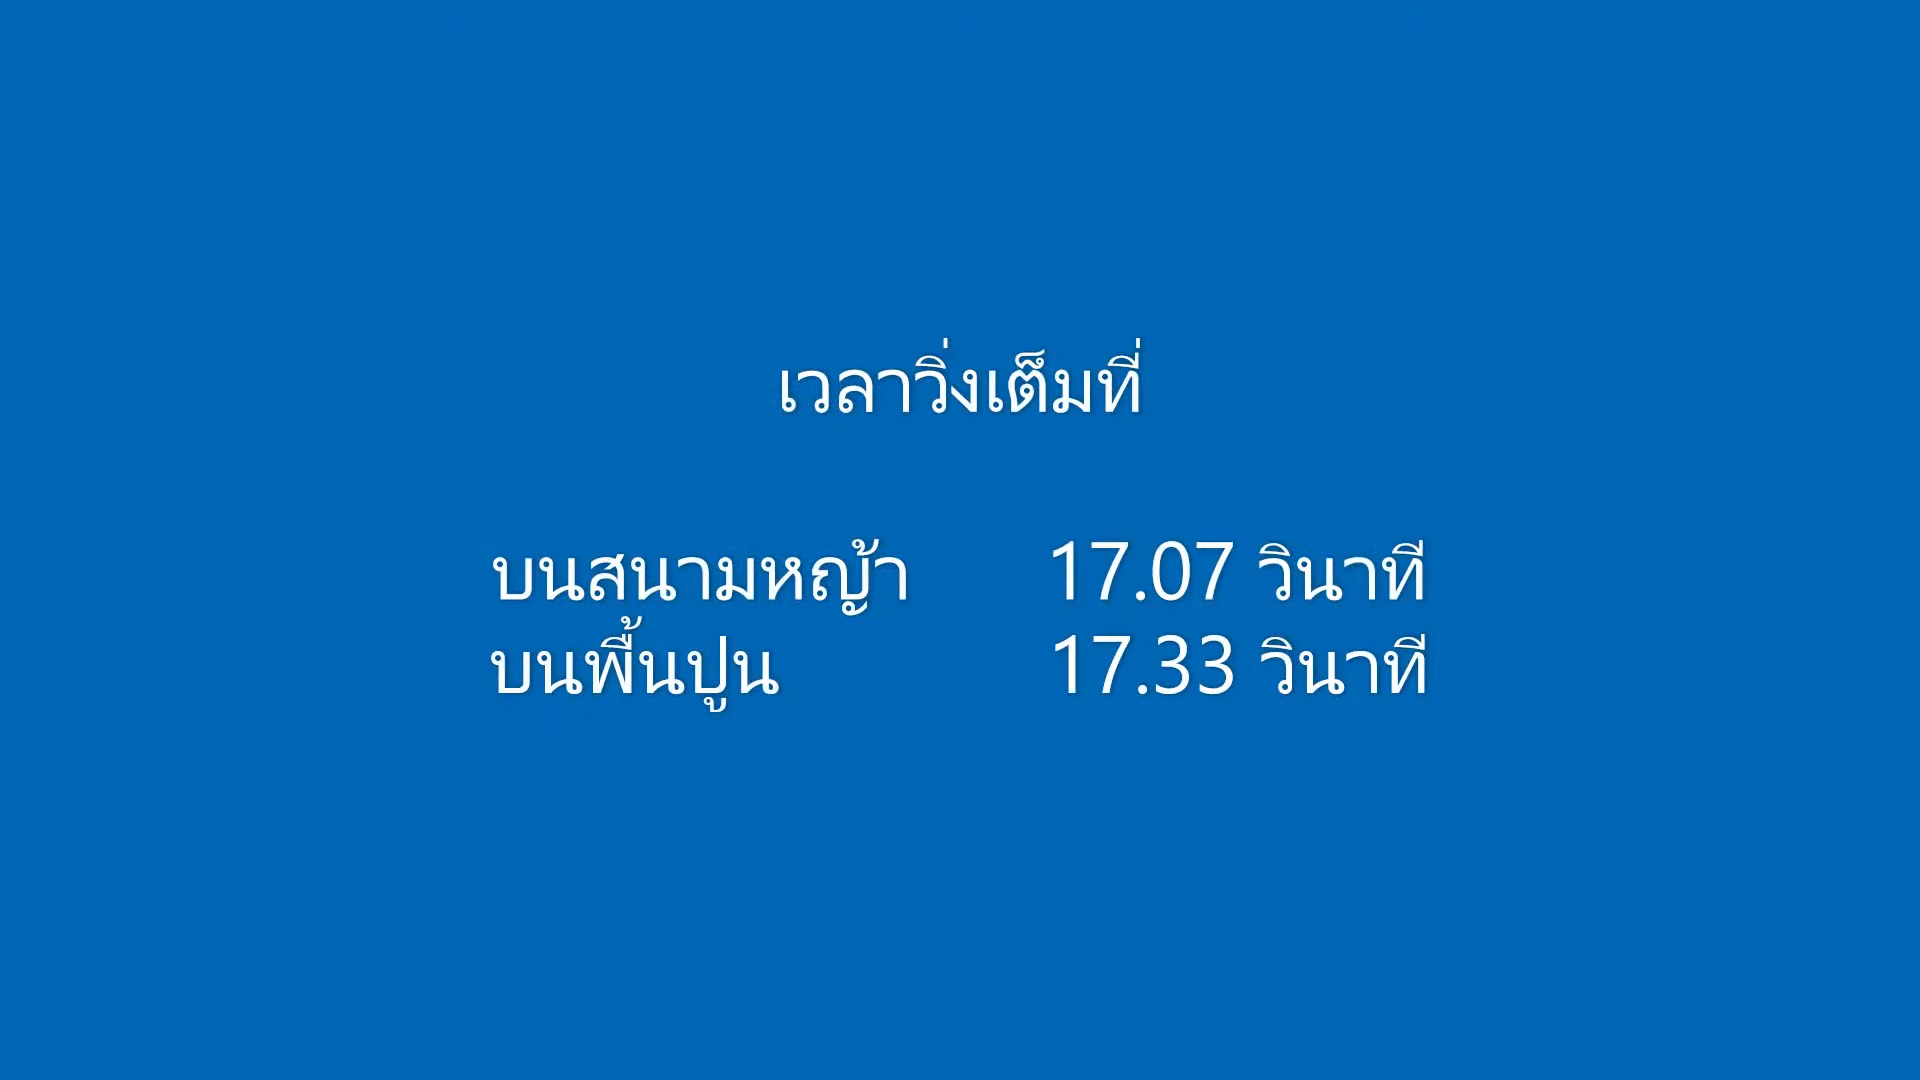 เวลาวิ่งเต็มที่
บนสนามหญ้า 17.07 วินาที
บนพื้นปูน 17.33 วินาที